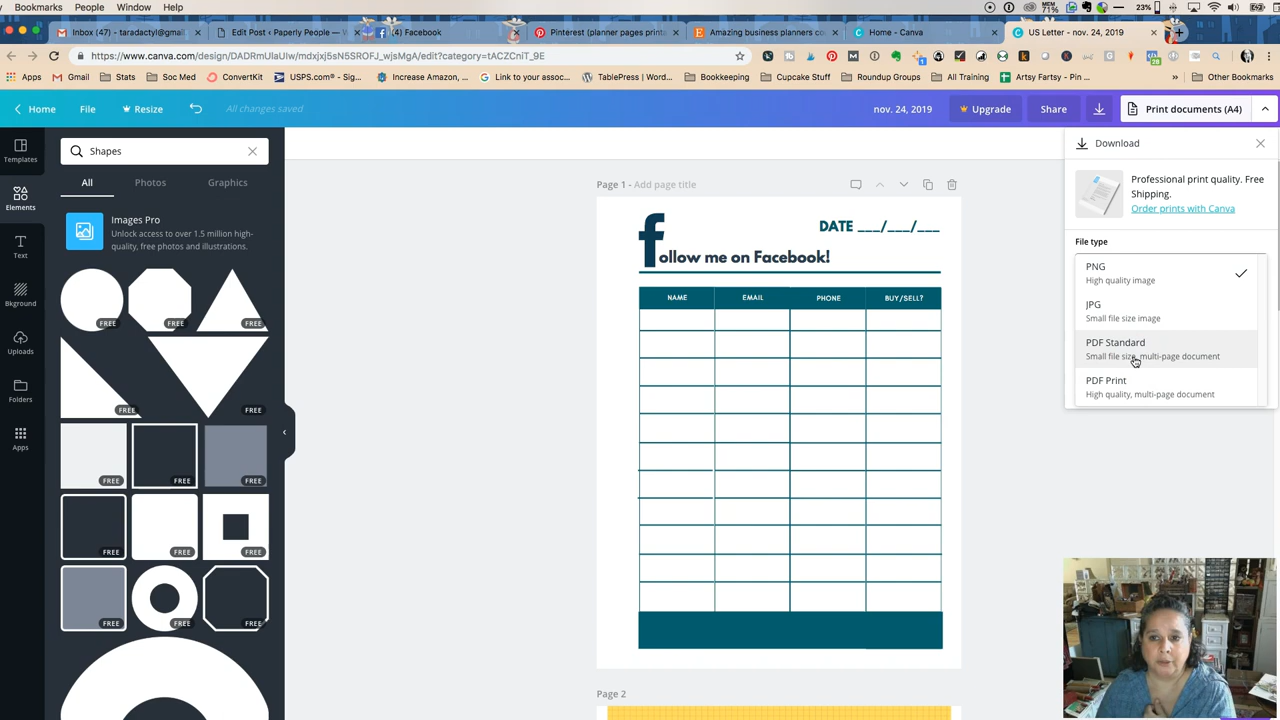 Bookmarks People Window Help
MEM 71% 23%
Inbox (4) - taradactyl@gmail
Edit Post ‹ Paperly People — W
(4) Facebook
Pinterest (planner pages print
Amazing business planners co
Home - Canva
US Letter - nov. 24, 2019
https://www.canva.com/design/DADRmUlaUIw/mdxjxj5sN5SROFJ_wjsMgA/edit?category=tACZCniT_9E
Apps Gmail Stats Soc Med ConvertKit USPS.com® - Sig... Increase Amazon, ... Link to your assoc... TablePress | Word... Bookkeeping Cupcake Stuff Roundup Groups All Training Artsy Fartsy - Pin ... » Other Bookmarks
Home File Resize All changes saved nov. 24, 2019 Upgrade Share Print documents (A4)
Templates
Elements
Text
Bkground
Uploads
Folders
Apps
Shapes
All Photos Graphics
Images Pro
Unlock access to over 1.5 million high-
quality, free photos and illustrations.
FREE FREE FREE
FREE FREE
FREE FREE FREE
FREE FREE FREE
FREE FREE FREE
Page 1 - Add page title
DATE ___/___/___
follow me on Facebook!
NAME EMAIL PHONE BUY/SELL?
Page 2
Download
Professional print quality. Free
Shipping.
Order prints with Canva
File type
PNG
High quality image
JPG
Small file size image
PDF Standard
Small file size, multi-page document
PDF Print
High quality, multi-page document